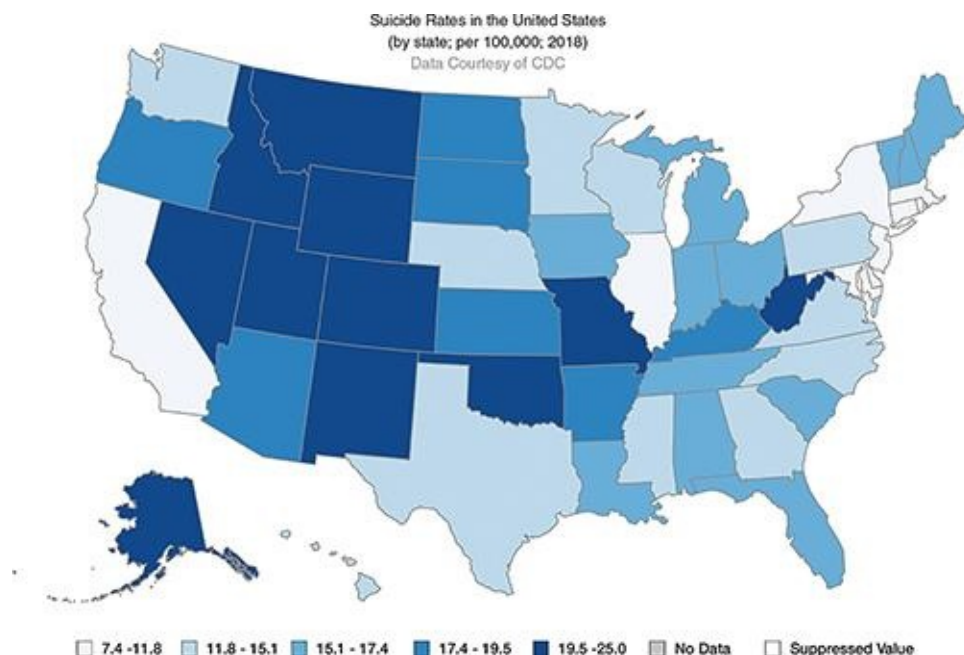 Suicide Rates in the United States
(by state; per 100,000; 2018)
Data Courtesy of CDC
7.4 -11.8 11.8 - 15.1 15.1 - 17.4 17.4 - 19.5 19.5 -25.0 No Data Suppressed Value